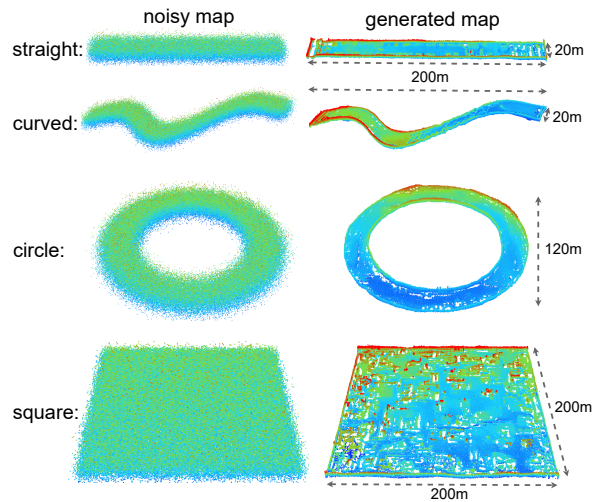 noisy map
generated map
straight:
20m
200m
curved:
20m
circle:
120m
square:
200m
200m